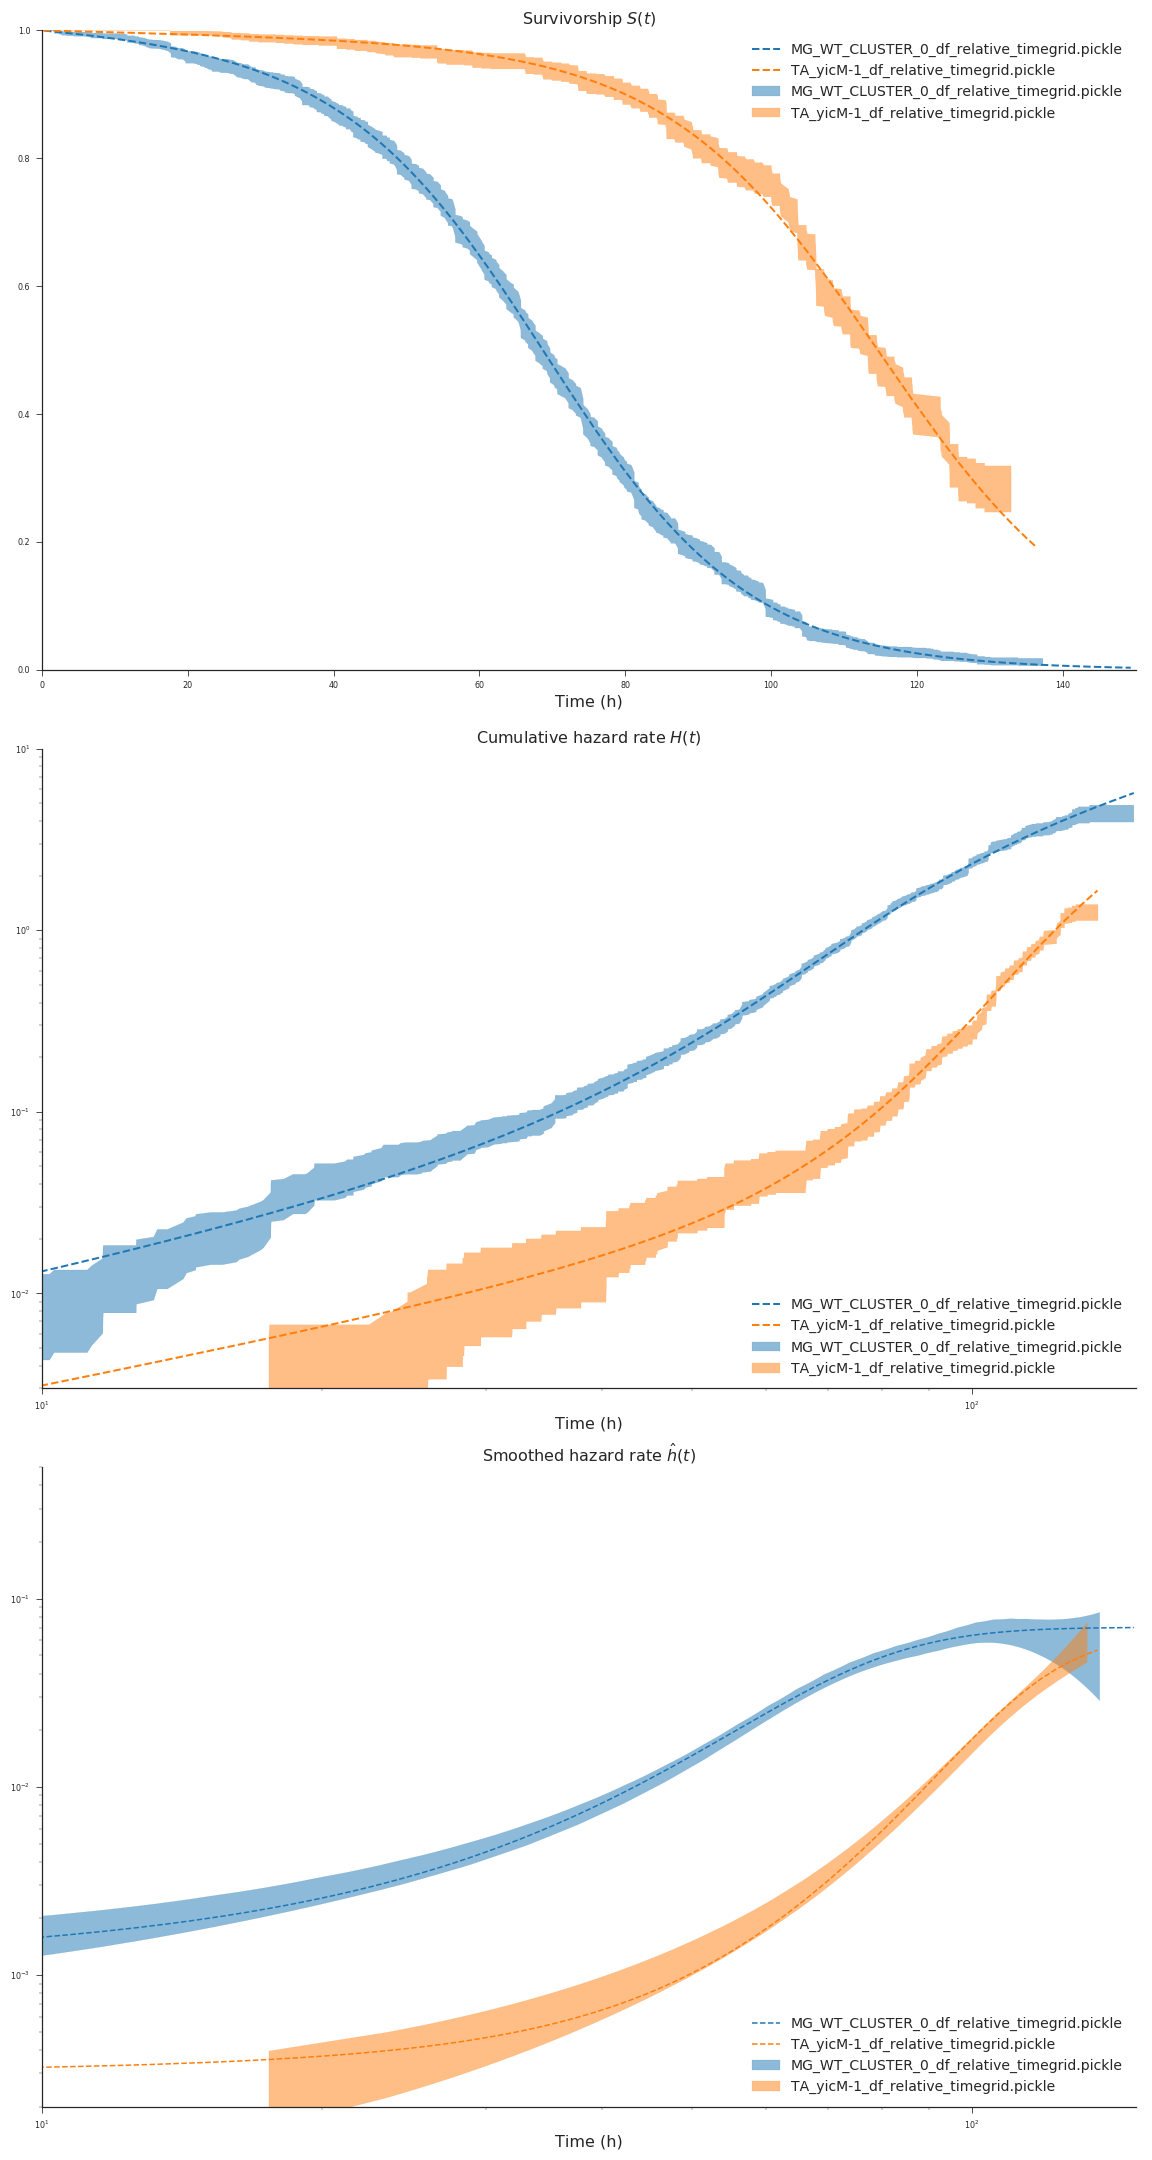 Survivorship S(t)
1.0
0.8
0.6
0.4
0.2
0.0
MG_WT_CLUSTER_0_df_relative_timegrid.pickle
TA_yicM-1_df_relative_timegrid.pickle
MG_WT_CLUSTER_0_df_relative_timegrid.pickle
TA_yicM-1_df_relative_timegrid.pickle
0 20 40 60 80 100 120 140
Time (h)
Cumulative hazard rate H(t)
10¹
10⁰
10⁻¹
10⁻²
MG_WT_CLUSTER_0_df_relative_timegrid.pickle
TA_yicM-1_df_relative_timegrid.pickle
MG_WT_CLUSTER_0_df_relative_timegrid.pickle
TA_yicM-1_df_relative_timegrid.pickle
10¹ 10²
Time (h)
Smoothed hazard rate ĥ(t)
10⁻¹
10⁻²
10⁻³
MG_WT_CLUSTER_0_df_relative_timegrid.pickle
TA_yicM-1_df_relative_timegrid.pickle
MG_WT_CLUSTER_0_df_relative_timegrid.pickle
TA_yicM-1_df_relative_timegrid.pickle
10¹ 10²
Time (h)